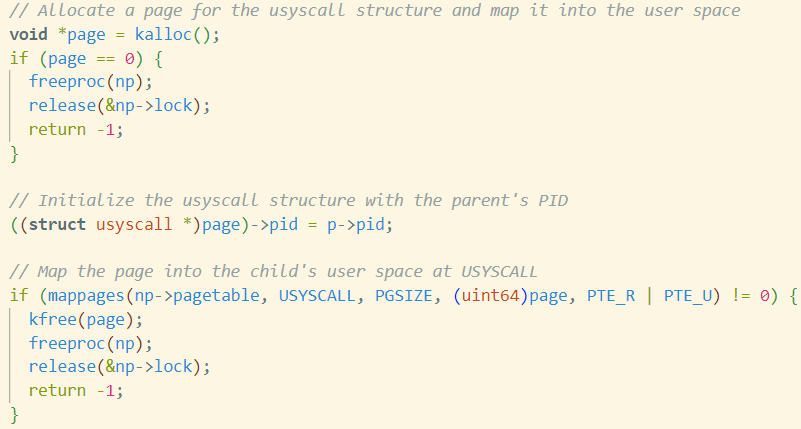 // Allocate a page for the usyscall structure and map it into the user space
void *page = kalloc();
if (page == 0) {
freeproc(np);
release(&np->lock);
return -1;
}
// Initialize the usyscall structure with the parent's PID
((struct usyscall *)page)->pid = p->pid;
// Map the page into the child's user space at USYSCALL
if (mappages(np->pagetable, USYSCALL, PGSIZE, (uint64)page, PTE_R | PTE_U) != 0) {
kfree(page);
freeproc(np);
release(&np->lock);
return -1;
}